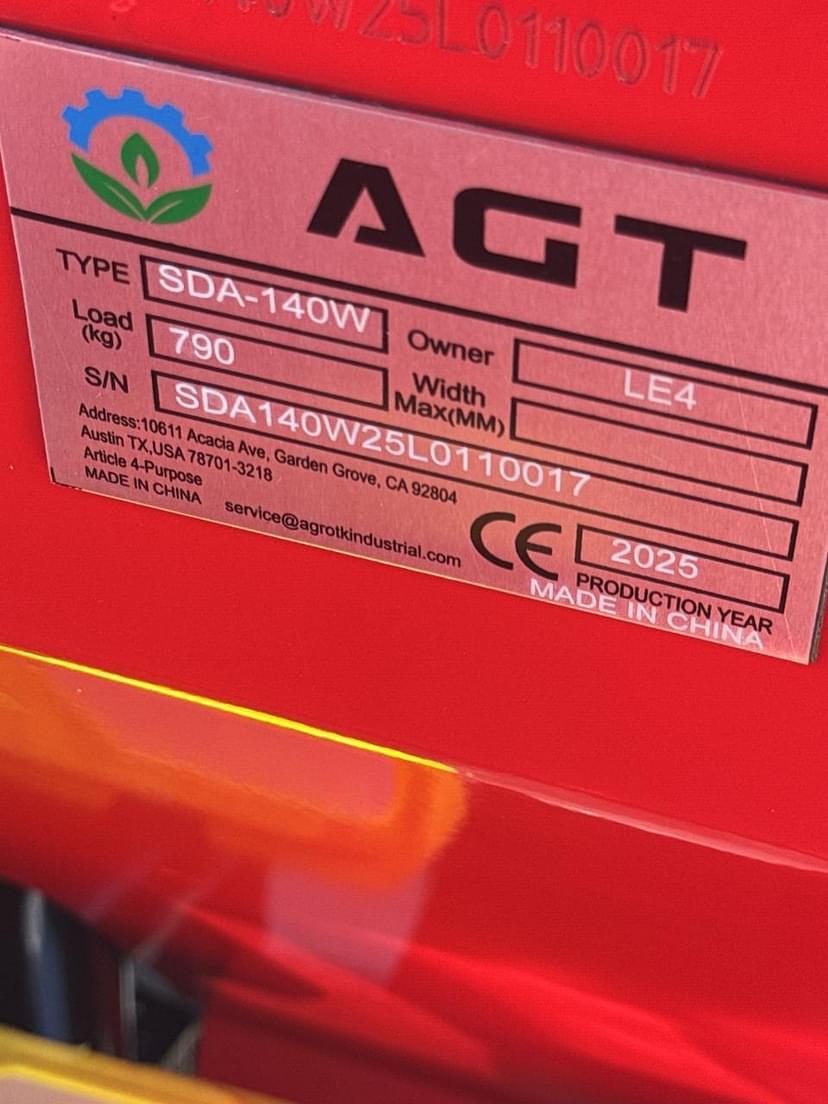 40W25L0110017
AGT
TYPE SDA-140W Owner LE4
Load (kg) 790 Width Max(MM)
S/N SDA140W25L0110017
Address:10611 Acacia Ave, Garden Grove, CA 92804
Austin TX,USA 78701-3218
Article 4-Purpose
MADE IN CHINA
service@agrotkindustrial.com
CE 2025
PRODUCTION YEAR
MADE IN CHINA